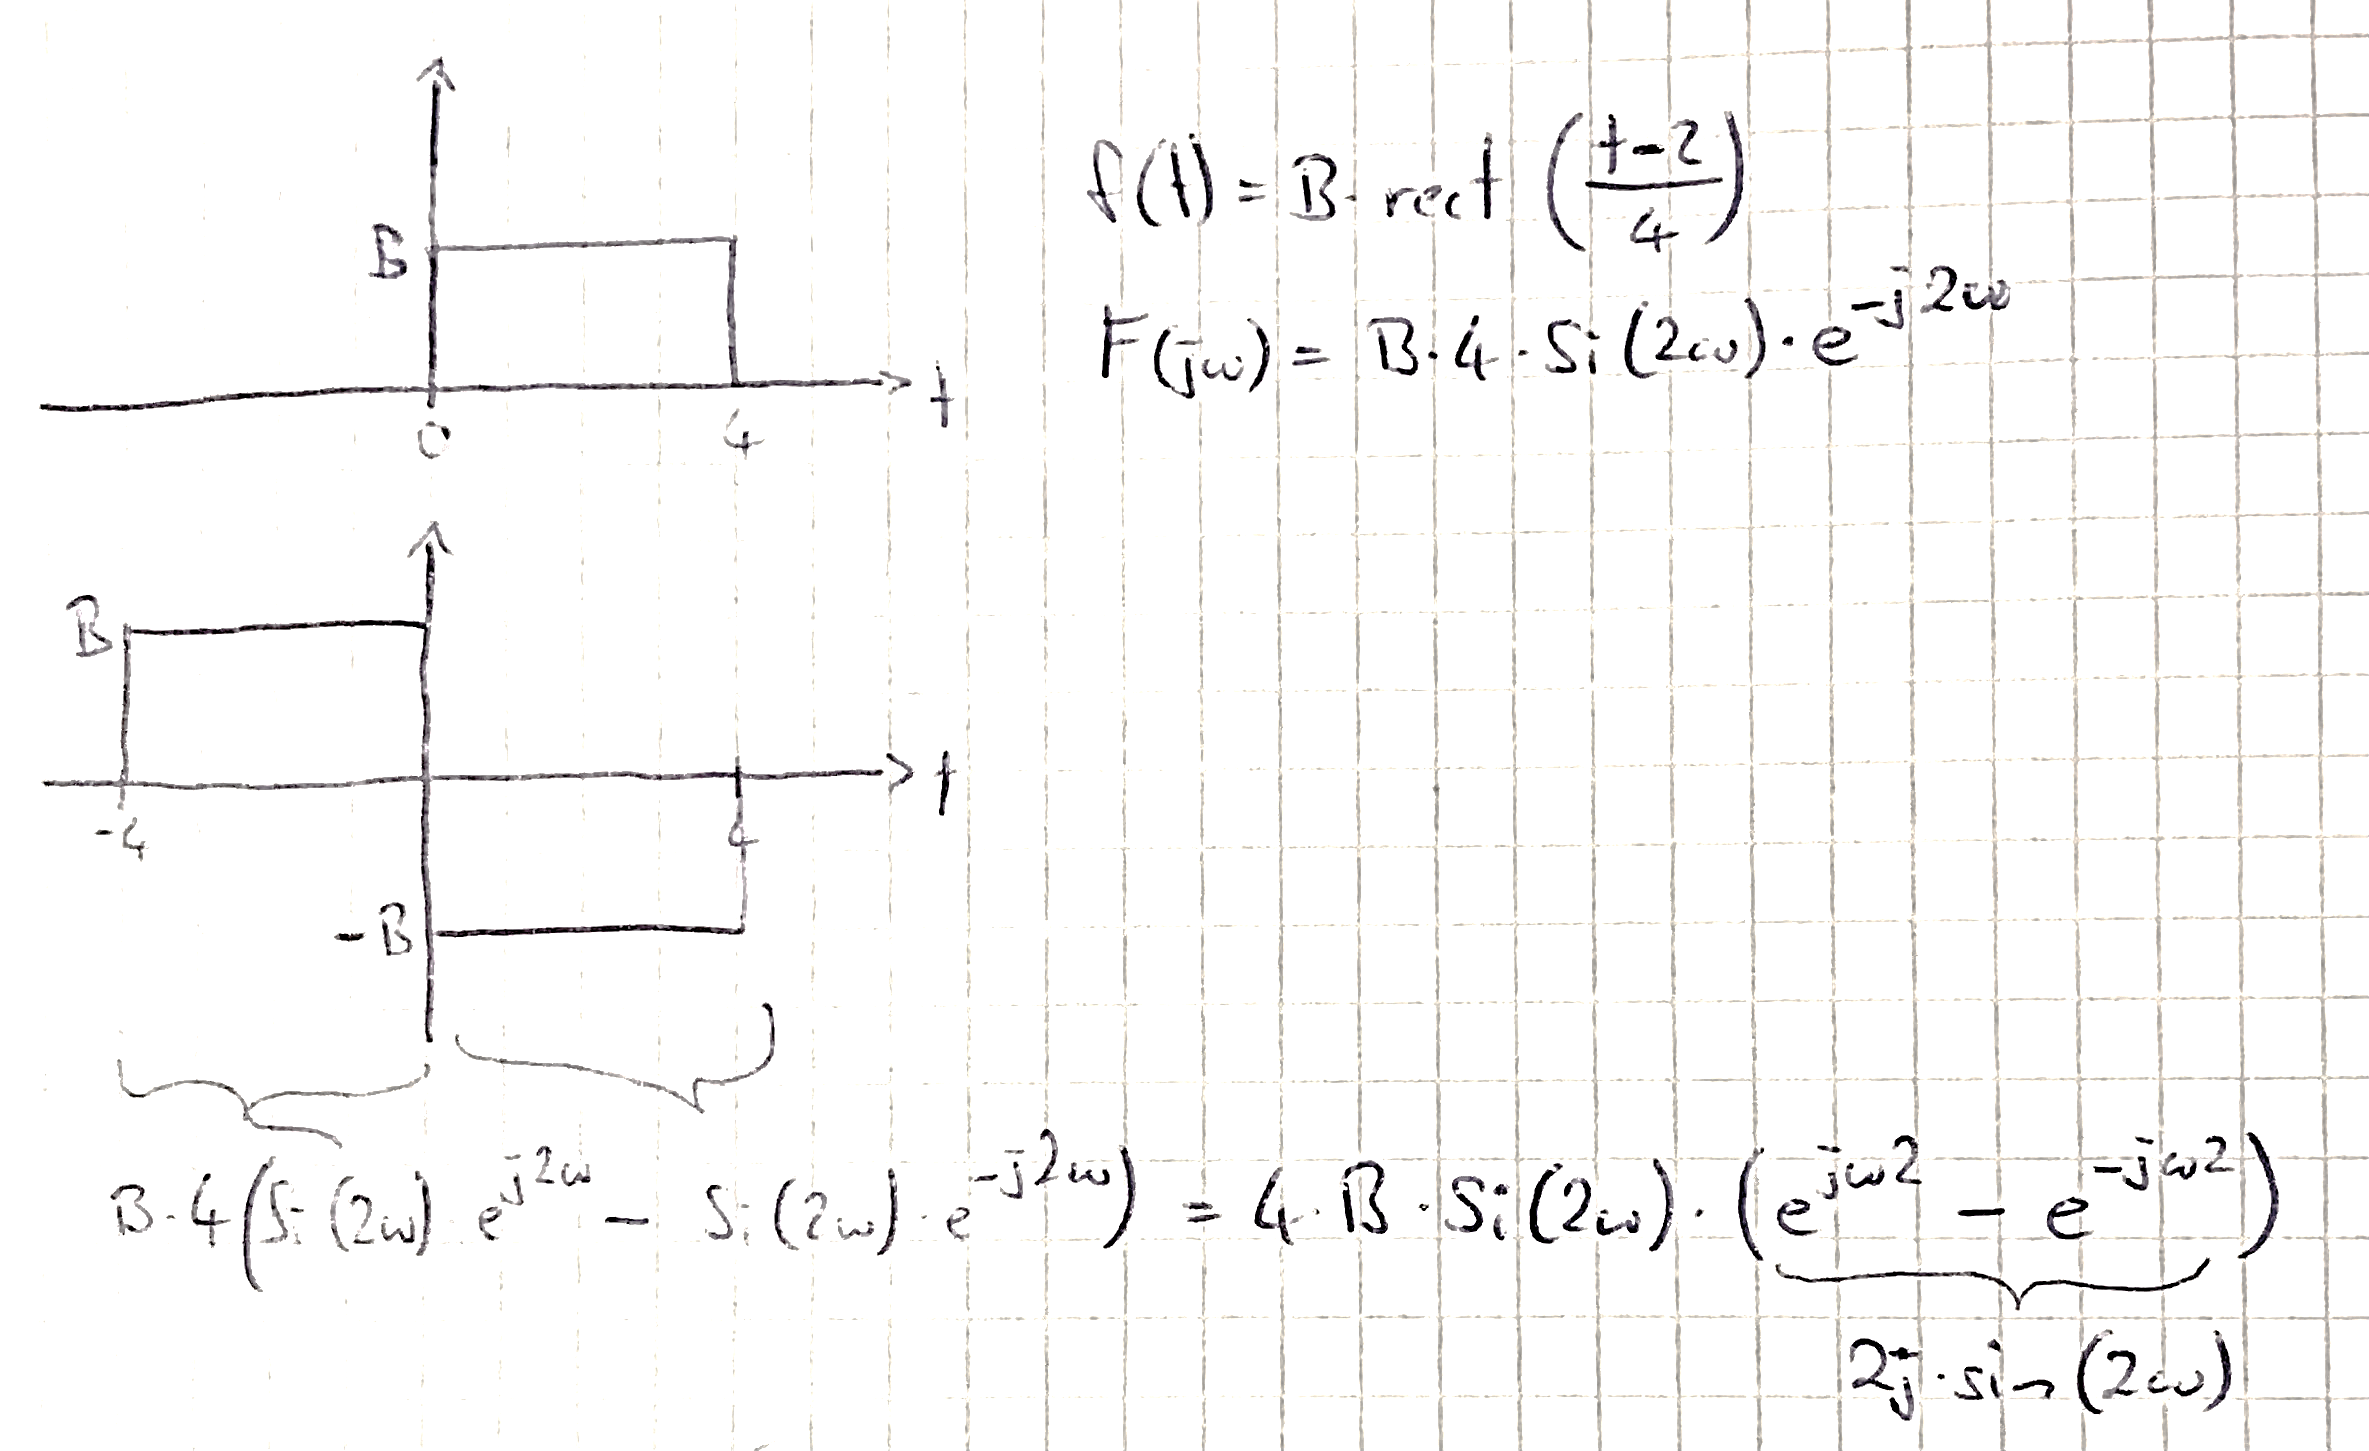 B
0 4 t
f(t) = B · rect ((t-2)/4)
F(jω) = B · 4 · Si(2ω) · e^{-j2ω}
B
-4 4 t
-B
B · 4 (Si(2ω) · e^{j2ω} - Si(2ω) · e^{-j2ω}) = 4 · B · Si(2ω) · (e^{jω2} - e^{-jω2})
2j · sin(2ω)